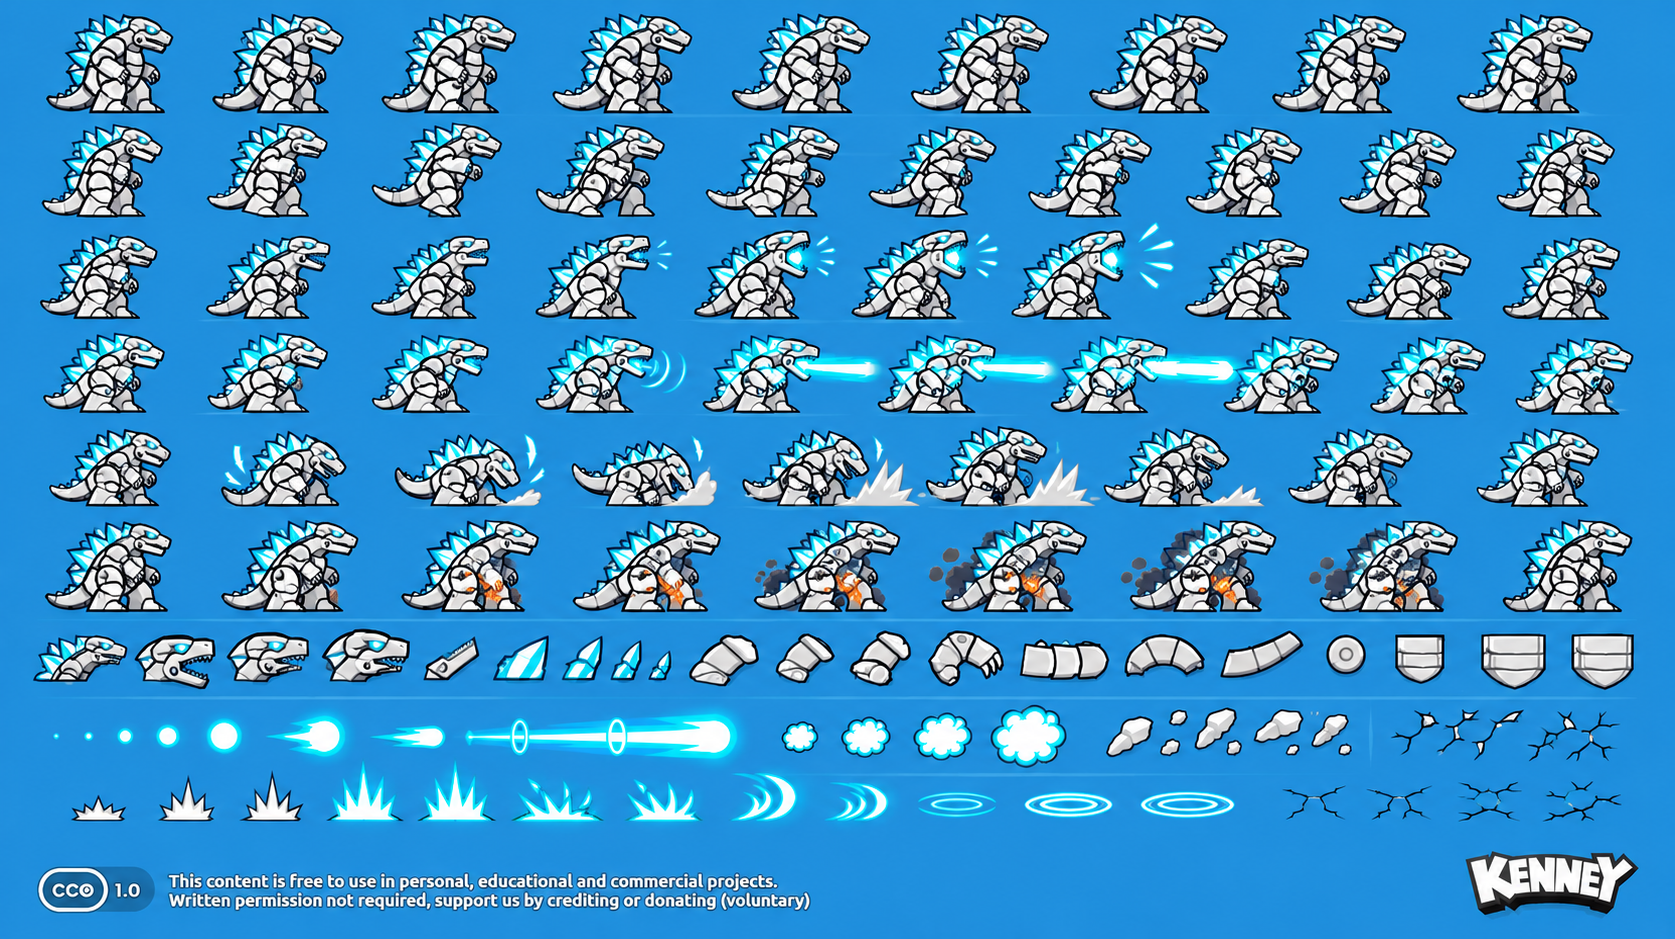 CC0 1.0
This content is free to use in personal, educational and commercial projects.
Written permission not required, support us by crediting or donating (voluntary)
KENNEY